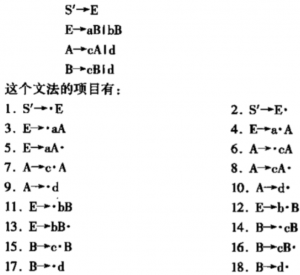 S′→E
E→aB|bB
A→cA|d
B→cB|d
这个文法的项目有：
1. S′→·E 2. S′→E·
3. E→·aA 4. E→a·A
5. E→aA· 6. A→·cA
7. A→c·A 8. A→cA·
9. A→·d 10. A→d·
11. E→·bB 12. E→b·B
13. E→bB· 14. B→·cB
15. B→c·B 16. B→cB·
17. B→·d 18. B→d·